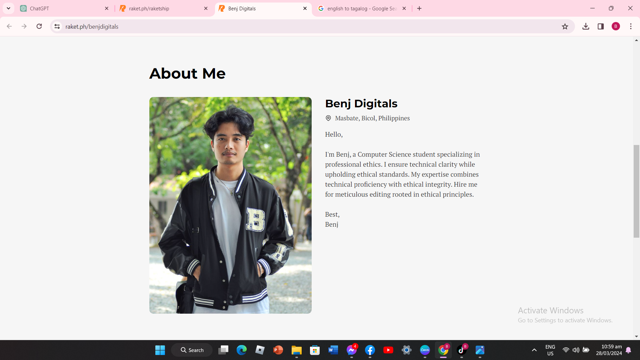 ChatGPT
raket.ph/raketship
Benj Digitals
english to tagalog - Google Se
raket.ph/benjdigitals
About Me
B
Benj Digitals
Masbate, Bicol, Philippines
Hello,
I'm Benj, a Computer Science student specializing in
professional ethics. I ensure technical clarity while
upholding ethical standards. My expertise combines
technical proficiency with ethical integrity. Hire me
for meticulous editing rooted in ethical principles.
Best,
Benj
Activate Windows
Go to Settings to activate Windows.
Search
ENG
US
10:59 am
28/03/2024